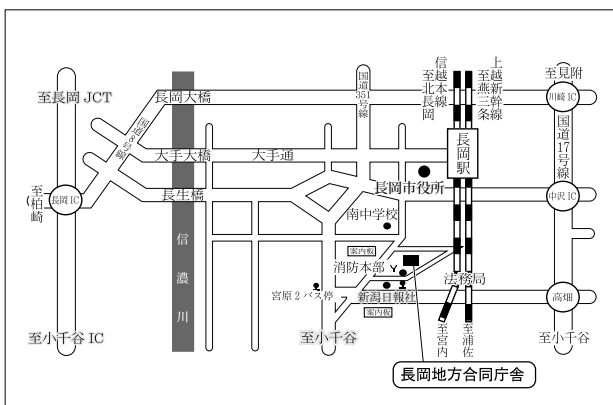 信越本線
至北長岡
上越新幹線
至燕三条
至見附
至長岡 JCT
長岡大橋
国道351号線
川崎 IC
国道8号線
国道17号線
大手大橋
大手通
長岡駅
長岡市役所
至柏崎
長岡 IC
長生橋
中沢 IC
南中学校
信濃川
案内板
消防本部
法務局
宮原2バス停
新潟日報社
高畑
案内板
至小千谷 IC
至小千谷
至宮内
至浦佐
至小千谷
長岡地方合同庁舎